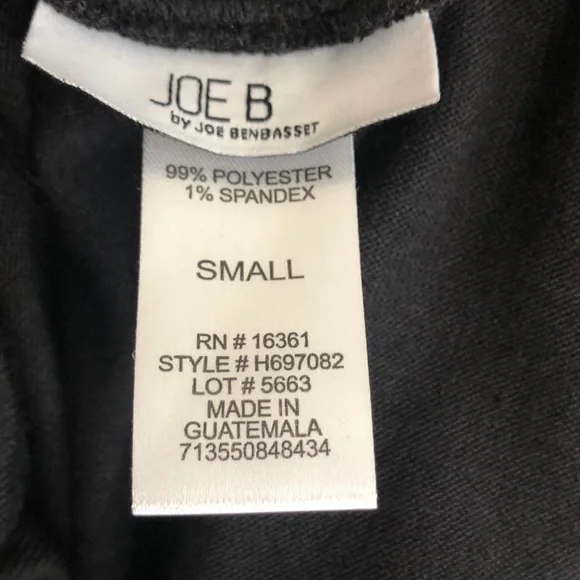 JOE B
by JOE BENBASSET
99% POLYESTER
1% SPANDEX
SMALL
RN # 16361
STYLE # H697082
LOT # 5663
MADE IN
GUATEMALA
713550848434